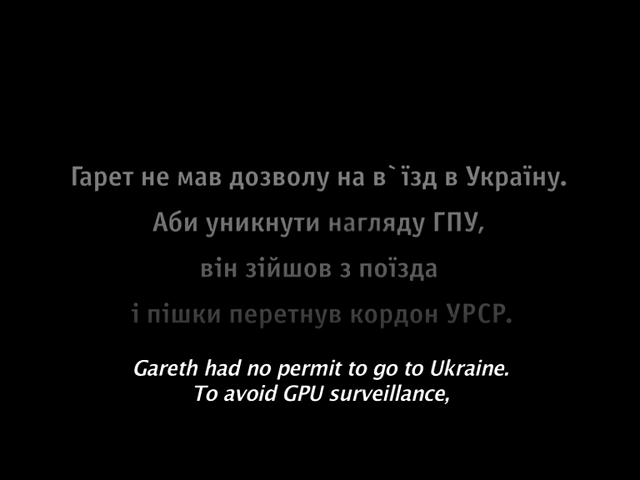 Гарет не мав дозволу на в`їзд в Україну.
Аби уникнути нагляду ГПУ,
він зійшов з поїзда
і пішки перетнув кордон УРСР.
Gareth had no permit to go to Ukraine.
To avoid GPU surveillance,